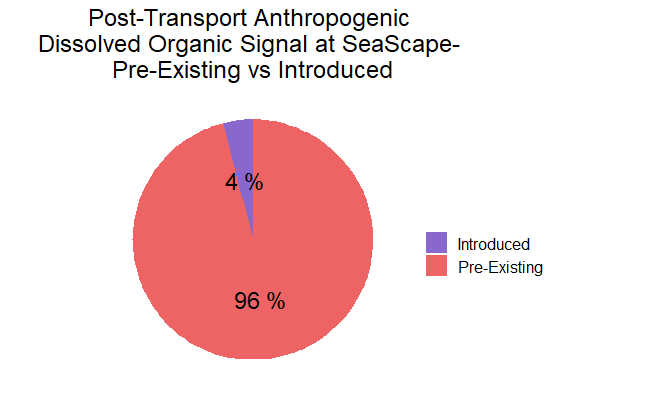 Post-Transport Anthropogenic
Dissolved Organic Signal at SeaScape-
Pre-Existing vs Introduced
4 %
Introduced
Pre-Existing
96 %